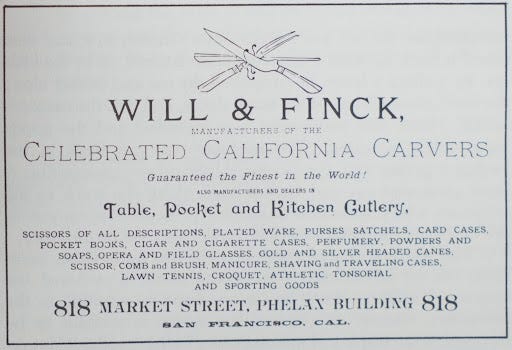 WILL & FINCK,
MANUFACTURERS OF THE
CELEBRATED CALIFORNIA CARVERS
Guaranteed the Finest in the World!
ALSO MANUFACTURERS AND DEALERS IN
Table, Pocket and Kitchen Cutlery,
SCISSORS OF ALL DESCRIPTIONS, PLATED WARE, PURSES, SATCHELS, CARD CASES,
POCKET BOOKS, CIGAR AND CIGARETTE CASES, PERFUMERY, POWDERS AND
SOAPS, OPERA AND FIELD GLASSES, GOLD AND SILVER HEADED CANES,
SCISSOR, COMB and BRUSH, MANICURE, SHAVING and TRAVELING CASES,
LAWN TENNIS, CROQUET, ATHLETIC, TONSORIAL
AND SPORTING GOODS
818 MARKET STREET, PHELAN BUILDING 818
SAN FRANCISCO, CAL.